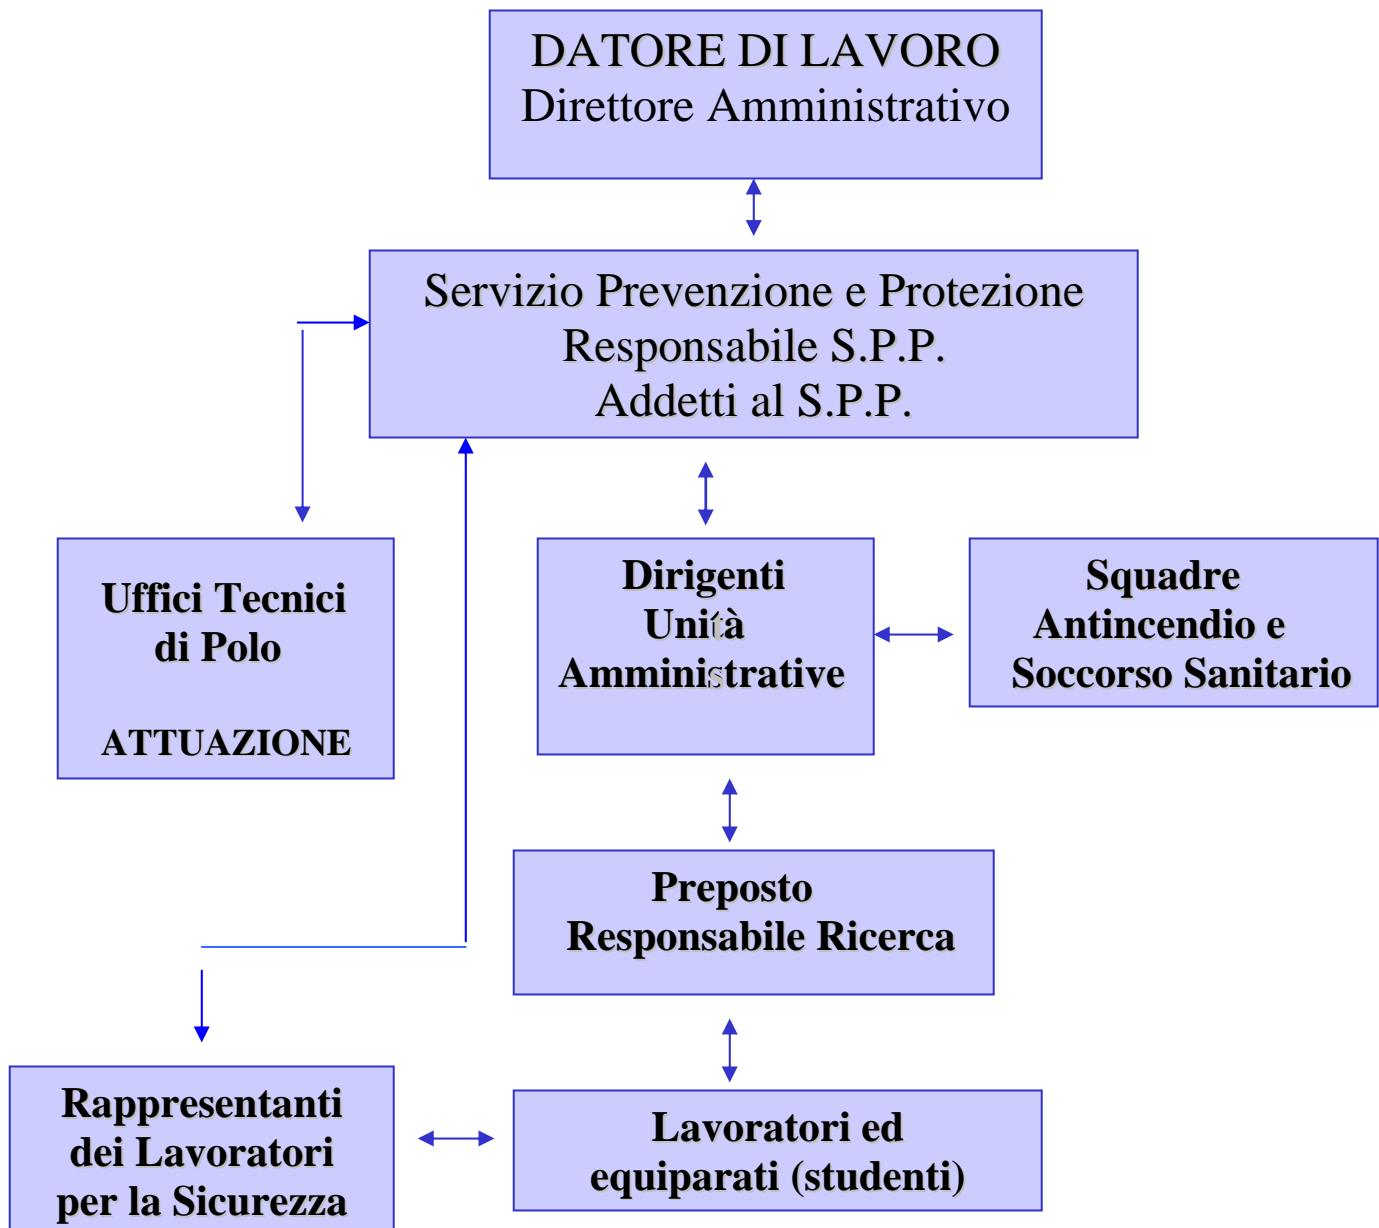 DATORE DI LAVORO
Direttore Amministrativo
Servizio Prevenzione e Protezione
Responsabile S.P.P.
Addetti al S.P.P.
Uffici Tecnici
di Polo
ATTUAZIONE
Dirigenti
Unità
Amministrative
Squadre
Antincendio e
Soccorso Sanitario
Preposto
Responsabile Ricerca
Rappresentanti
dei Lavoratori
per la Sicurezza
Lavoratori ed
equiparati (studenti)